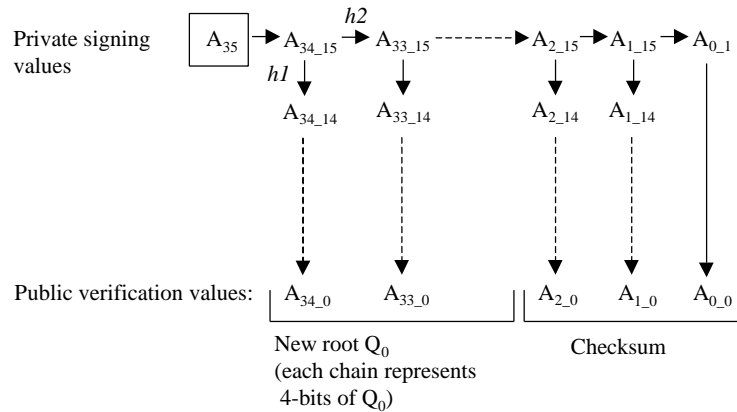 h2
Private signing
values
A35 A34_15 A33_15 A2_15 A1_15 A0_1
h1
A34_14 A33_14 A2_14 A1_14
Public verification values: A34_0 A33_0 A2_0 A1_0 A0_0
New root Q0
(each chain represents
4-bits of Q0)
Checksum